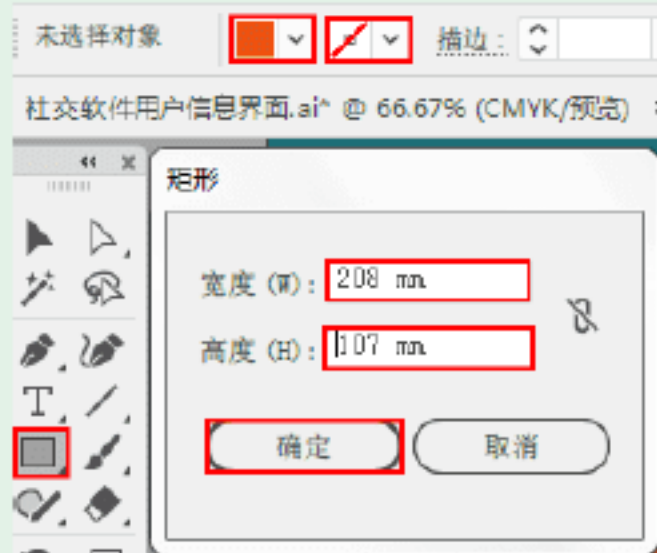 未选择对象
描边：
社交软件用户信息界面.ai* @ 66.67% (CMYK/预览)
矩形
宽度 (W)： 208 mm
高度 (H)： 107 mm
确定 取消